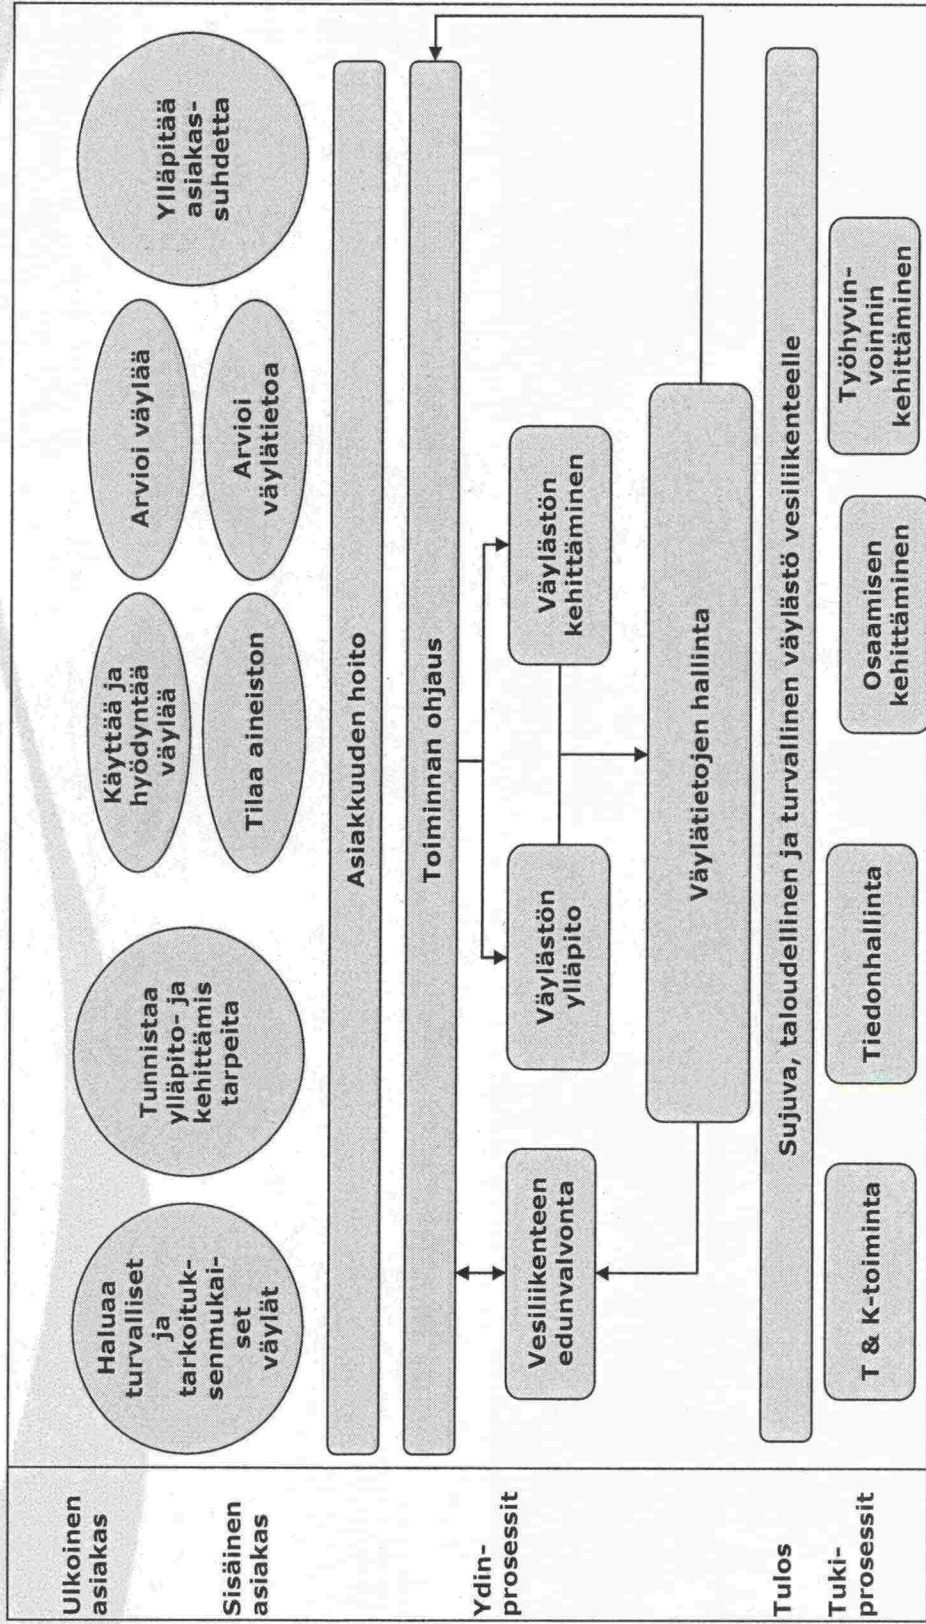 Ulkoinen
asiakas
Haluaa
turvalliset
ja
tarkoituk-
senmukai-
set
väylät
Tunnistaa
ylläpito- ja
kehittämis
tarpeita
Käyttää ja
hyödyntää
väylää
Arvioi väylää
Ylläpitää
asiakas-
suhdetta
Sisäinen
asiakas
Tilaa aineiston
Arvioi
väylätietoa
Asiakkuuden hoito
Toiminnan ohjaus
Ydin-
prosessit
Vesiliikenteen
edunvalvonta
Väylästön
ylläpito
Väylästön
kehittäminen
Väylätietojen hallinta
Tulos
Sujuva, taloudellinen ja turvallinen väylästö vesiliikenteelle
Tuki-
prosessit
T & K-toiminta
Tiedonhallinta
Osaamisen
kehittäminen
Työhyvin-
voinnin
kehittäminen